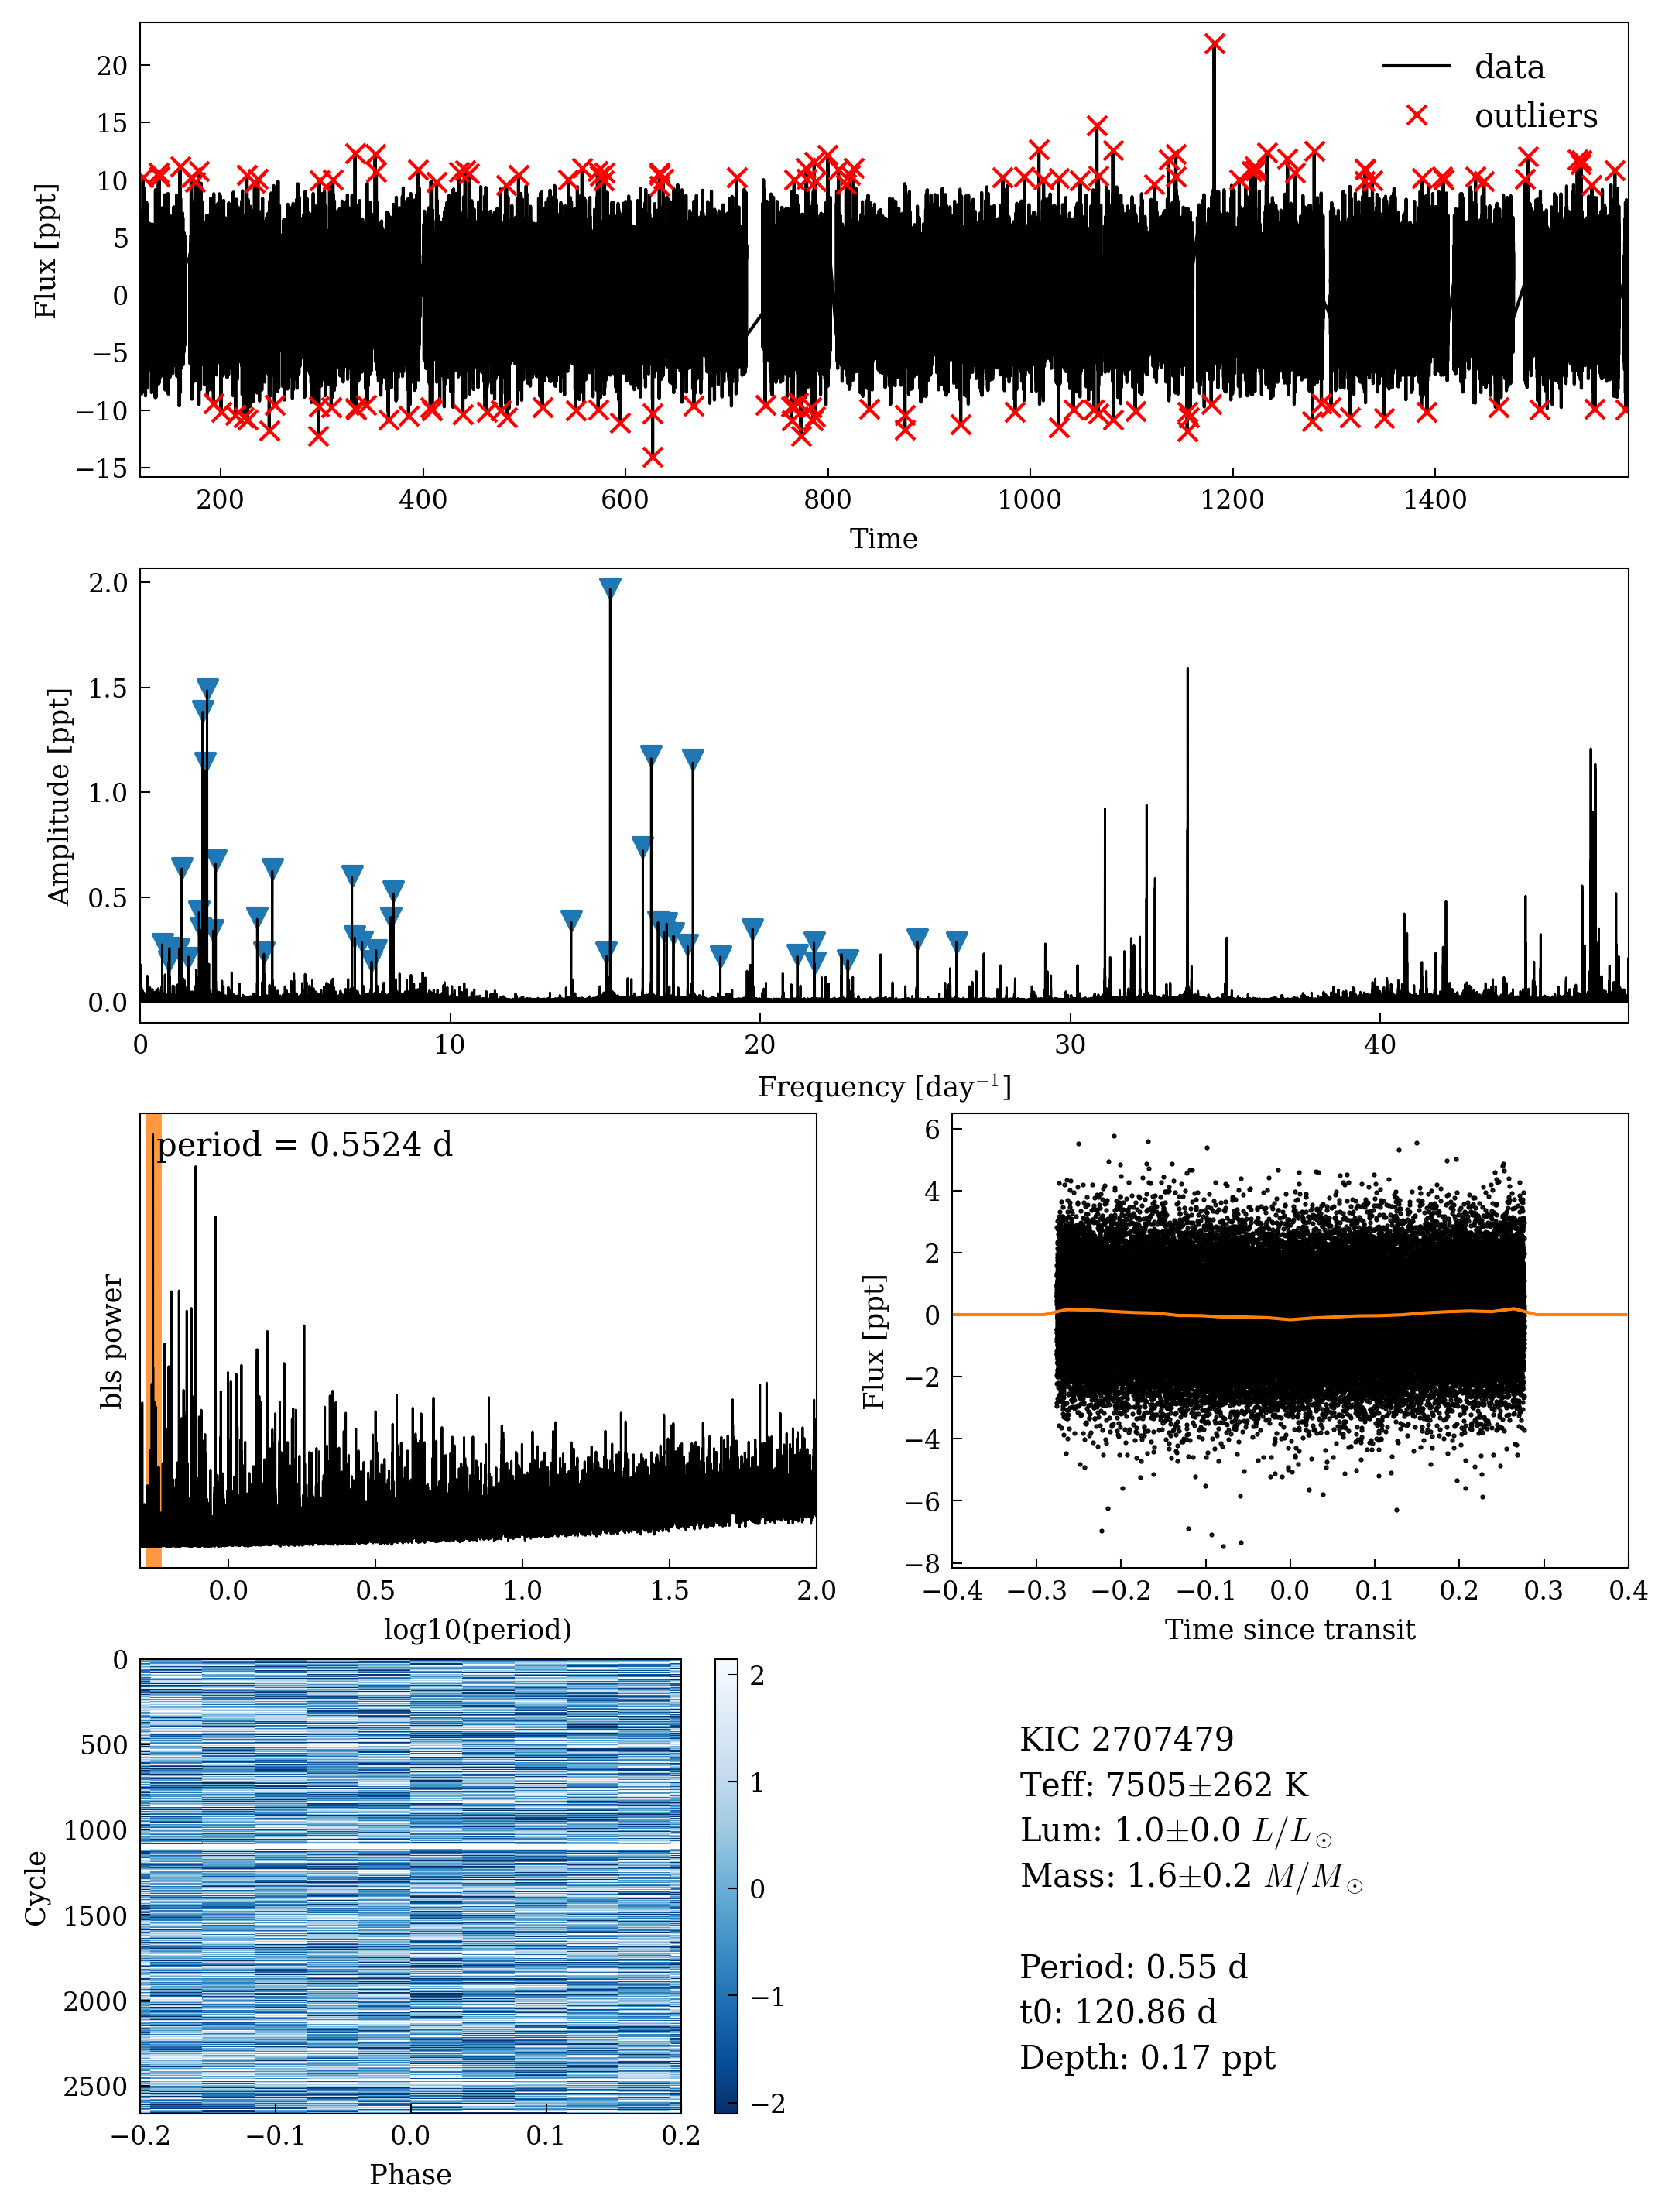 20
15
10
5
0
−5
−10
−15
Flux [ppt]
data
outliers
200 400 600 800 1000 1200 1400
Time
2.0
1.5
1.0
0.5
0.0
Amplitude [ppt]
0 10 20 30 40
Frequency [day⁻¹]
period = 0.5524 d
bls power
0.0 0.5 1.0 1.5 2.0
log10(period)
6
4
2
0
−2
−4
−6
−8
Flux [ppt]
−0.4 −0.3 −0.2 −0.1 0.0 0.1 0.2 0.3 0.4
Time since transit
0
500
1000
1500
2000
2500
Cycle
−0.2 −0.1 0.0 0.1 0.2
Phase
2
1
0
−1
−2
KIC 2707479
Teff: 7505±262 K
Lum: 1.0±0.0 L/L⊙
Mass: 1.6±0.2 M/M⊙
Period: 0.55 d
t0: 120.86 d
Depth: 0.17 ppt